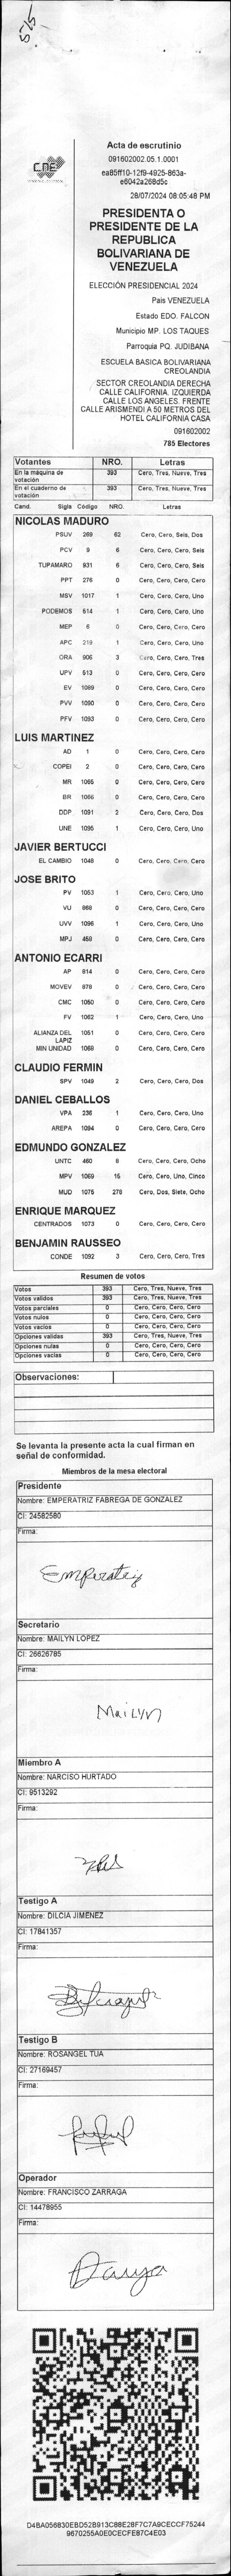 575
CNE
Acta de escrutinio
091602002.05.1.0001
ea85ff10-12f9-4925-863a-
e6042a268d5c
28/07/2024 08:05:48 PM
PRESIDENTA O
PRESIDENTE DE LA
REPUBLICA
BOLIVARIANA DE
VENEZUELA
ELECCIÓN PRESIDENCIAL 2024
Pais VENEZUELA
Estado EDO. FALCON
Municipio MP. LOS TAQUES
Parroquia PQ. JUDIBANA
ESCUELA BASICA BOLIVARIANA
CREOLANDIA
SECTOR CREOLANDIA DERECHA
CALLE CALIFORNIA. IZQUIERDA
CALLE LOS ANGELES. FRENTE
CALLE ARISMENDI A 50 METROS DEL
HOTEL CALIFORNIA CASA
091602002
785 Electores
Votantes NRO. Letras
En la máquina de votación 393 Cero, Tres, Nueve, Tres
En el cuaderno de votación 393 Cero, Tres, Nueve, Tres
Cand. Sigla Código NRO. Letras
NICOLAS MADURO
PSUV 269 62 Cero, Cero, Seis, Dos
PCV 9 6 Cero, Cero, Cero, Seis
TUPAMARO 931 6 Cero, Cero, Cero, Seis
PPT 276 0 Cero, Cero, Cero, Cero
MSV 1017 1 Cero, Cero, Cero, Uno
PODEMOS 514 1 Cero, Cero, Cero, Uno
MEP 6 0 Cero, Cero, Cero, Cero
APC 219 1 Cero, Cero, Cero, Uno
ORA 906 3 Cero, Cero, Cero, Tres
UPV 513 0 Cero, Cero, Cero, Cero
EV 1089 0 Cero, Cero, Cero, Cero
PVV 1090 0 Cero, Cero, Cero, Cero
PFV 1093 0 Cero, Cero, Cero, Cero
LUIS MARTINEZ
AD 1 0 Cero, Cero, Cero, Cero
COPEI 2 0 Cero, Cero, Cero, Cero
MR 1065 0 Cero, Cero, Cero, Cero
BR 1066 0 Cero, Cero, Cero, Cero
DDP 1091 2 Cero, Cero, Cero, Dos
UNE 1095 1 Cero, Cero, Cero, Uno
JAVIER BERTUCCI
EL CAMBIO 1048 0 Cero, Cero, Cero, Cero
JOSE BRITO
PV 1053 1 Cero, Cero, Cero, Uno
VU 868 0 Cero, Cero, Cero, Cero
UVV 1096 1 Cero, Cero, Cero, Uno
MPJ 458 0 Cero, Cero, Cero, Cero
ANTONIO ECARRI
AP 814 0 Cero, Cero, Cero, Cero
MOVEV 878 0 Cero, Cero, Cero, Cero
CMC 1050 0 Cero, Cero, Cero, Cero
FV 1062 1 Cero, Cero, Cero, Uno
ALIANZA DEL LAPIZ 1051 0 Cero, Cero, Cero, Cero
MIN UNIDAD 1068 0 Cero, Cero, Cero, Cero
CLAUDIO FERMIN
SPV 1049 2 Cero, Cero, Cero, Dos
DANIEL CEBALLOS
VPA 236 1 Cero, Cero, Cero, Uno
AREPA 1094 0 Cero, Cero, Cero, Cero
EDMUNDO GONZALEZ
UNTC 460 8 Cero, Cero, Cero, Ocho
MPV 1069 15 Cero, Cero, Uno, Cinco
MUD 1075 278 Cero, Dos, Siete, Ocho
ENRIQUE MARQUEZ
CENTRADOS 1073 0 Cero, Cero, Cero, Cero
BENJAMIN RAUSSEO
CONDE 1092 3 Cero, Cero, Cero, Tres
Resumen de votos
Votos 393 Cero, Tres, Nueve, Tres
Votos validos 393 Cero, Tres, Nueve, Tres
Votos parciales 0 Cero, Cero, Cero, Cero
Votos nulos 0 Cero, Cero, Cero, Cero
Votos vacios 0 Cero, Cero, Cero, Cero
Opciones validas 393 Cero, Tres, Nueve, Tres
Opciones nulas 0 Cero, Cero, Cero, Cero
Opciones vacias 0 Cero, Cero, Cero, Cero
Observaciones:
Se levanta la presente acta la cual firman en
señal de conformidad.
Miembros de la mesa electoral
Presidente
Nombre: EMPERATRIZ FABREGA DE GONZALEZ
CI: 24582580
Firma:
Emperatriz
Secretario
Nombre: MAILYN LOPEZ
CI: 26626785
Firma:
Mailyn
Miembro A
Nombre: NARCISO HURTADO
CI: 9513292
Firma:
Testigo A
Nombre: DILCIA JIMENEZ
CI: 17841357
Firma:
Testigo B
Nombre: ROSANGEL TUA
CI: 27169457
Firma:
Operador
Nombre: FRANCISCO ZARRAGA
CI: 14478955
Firma:
D4BA056830EBD52B913C88E28F7C7A9CECCF75244
9670255A0E0CECFE87C4E03